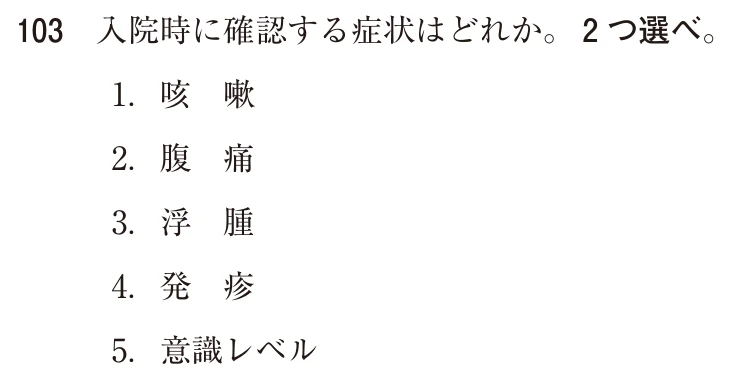 103 入院時に確認する症状はどれか。 2つ選べ。
1. 咳 嗽
2. 腹 痛
3. 浮 腫
4. 発 疹
5. 意識レベル